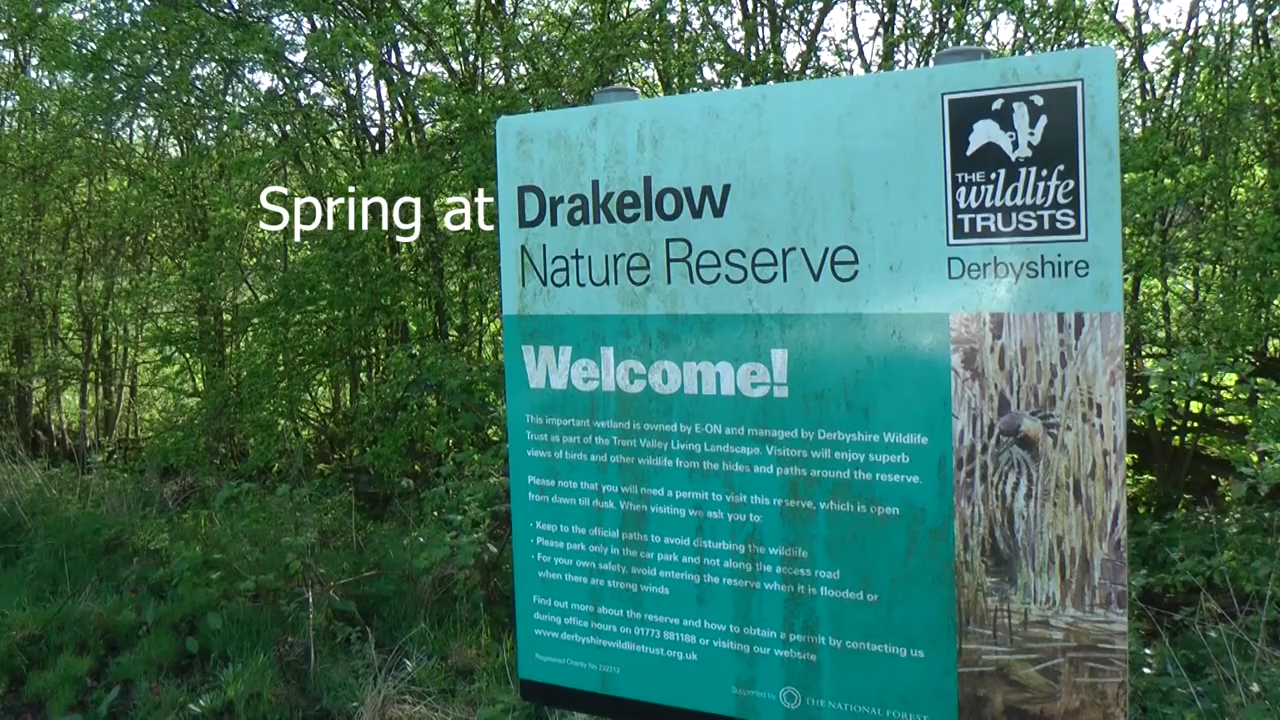 Spring at
Drakelow
Nature Reserve
THE
wildlife
TRUSTS
Derbyshire
Welcome!
This important wetland is owned by E-ON and managed by Derbyshire Wildlife
Trust as part of the Trent Valley Living Landscape. Visitors will enjoy superb
views of birds and other wildlife from the hides and paths around the reserve.
Please note that you will need a permit to visit this reserve, which is open
from dawn till dusk. When visiting we ask you to:
· Keep to the official paths to avoid disturbing the wildlife
· Please park only in the car park and not along the access road
· For your own safety, avoid entering the reserve when it is flooded or
when there are strong winds
Find out more about the reserve and how to obtain a permit by contacting us
during office hours on 01773 881188 or visiting our website
www.derbyshirewildlifetrust.org.uk
Registered Charity No 222212
Supported by THE NATIONAL FOREST